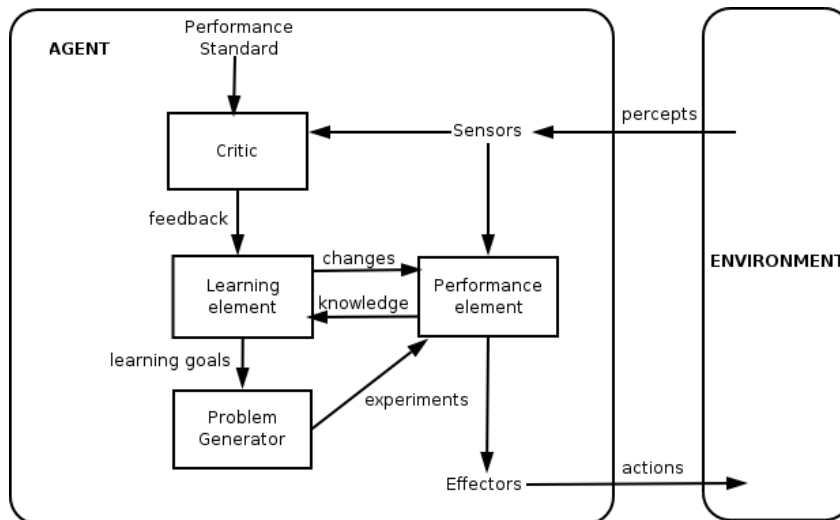 AGENT
Performance
Standard
percepts
Sensors
Critic
feedback
changes
Learning
element
knowledge
Performance
element
ENVIRONMENT
learning goals
Problem
Generator
experiments
Effectors
actions